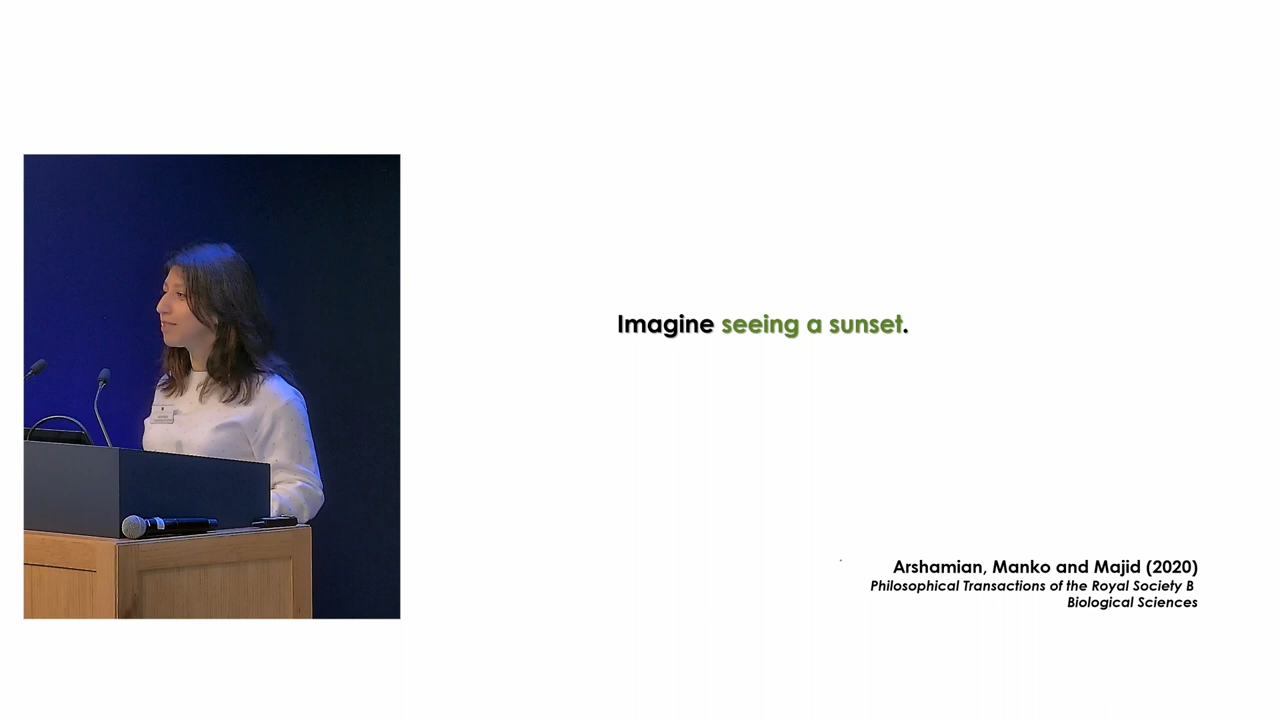 Imagine seeing a sunset.
Arshamian, Manko and Majid (2020)
Philosophical Transactions of the Royal Society B
Biological Sciences